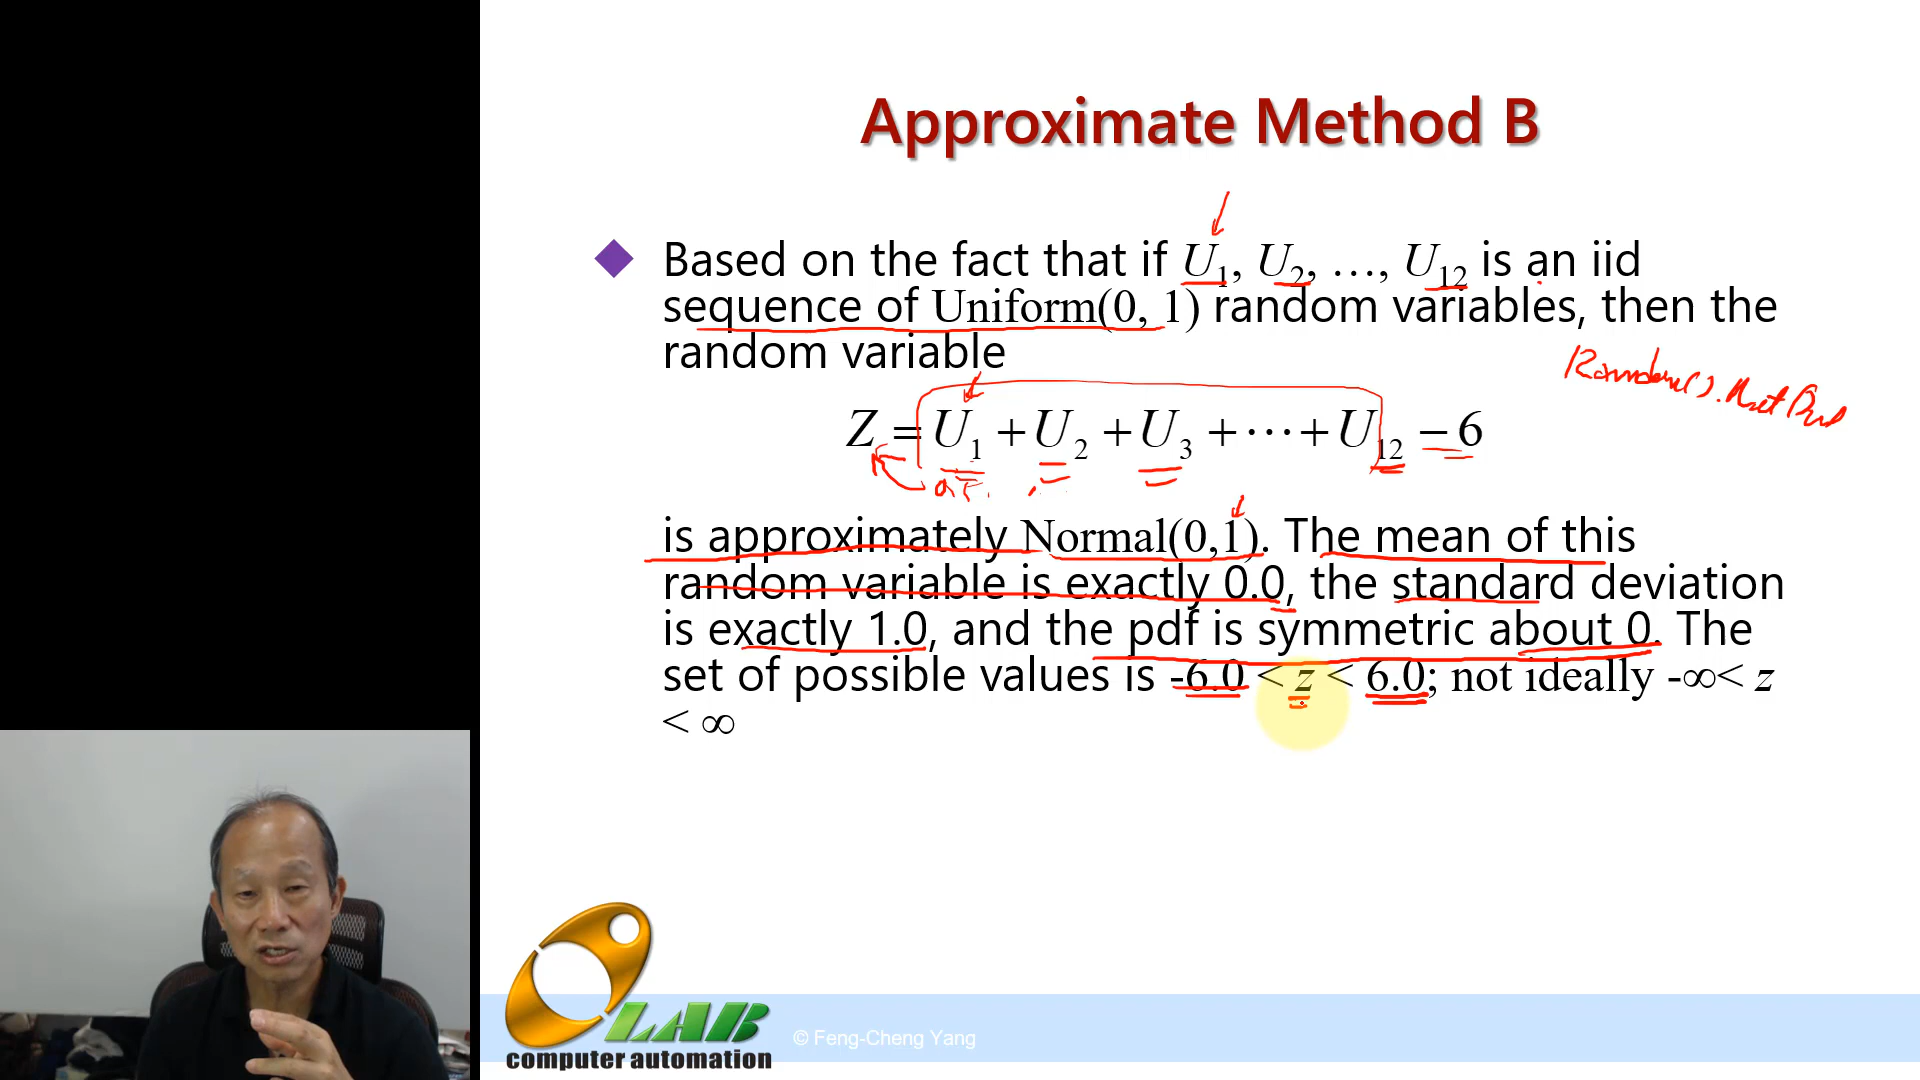 Approximate Method B
Based on the fact that if U1, U2, …, U12 is an iid
sequence of Uniform(0, 1) random variables, then the
random variable
Z = U1 + U2 + U3 + ⋯ + U12 − 6
is approximately Normal(0,1). The mean of this
random variable is exactly 0.0, the standard deviation
is exactly 1.0, and the pdf is symmetric about 0. The
set of possible values is -6.0 < z < 6.0; not ideally -∞< z
< ∞
LAB
computer automation
© Feng-Cheng Yang